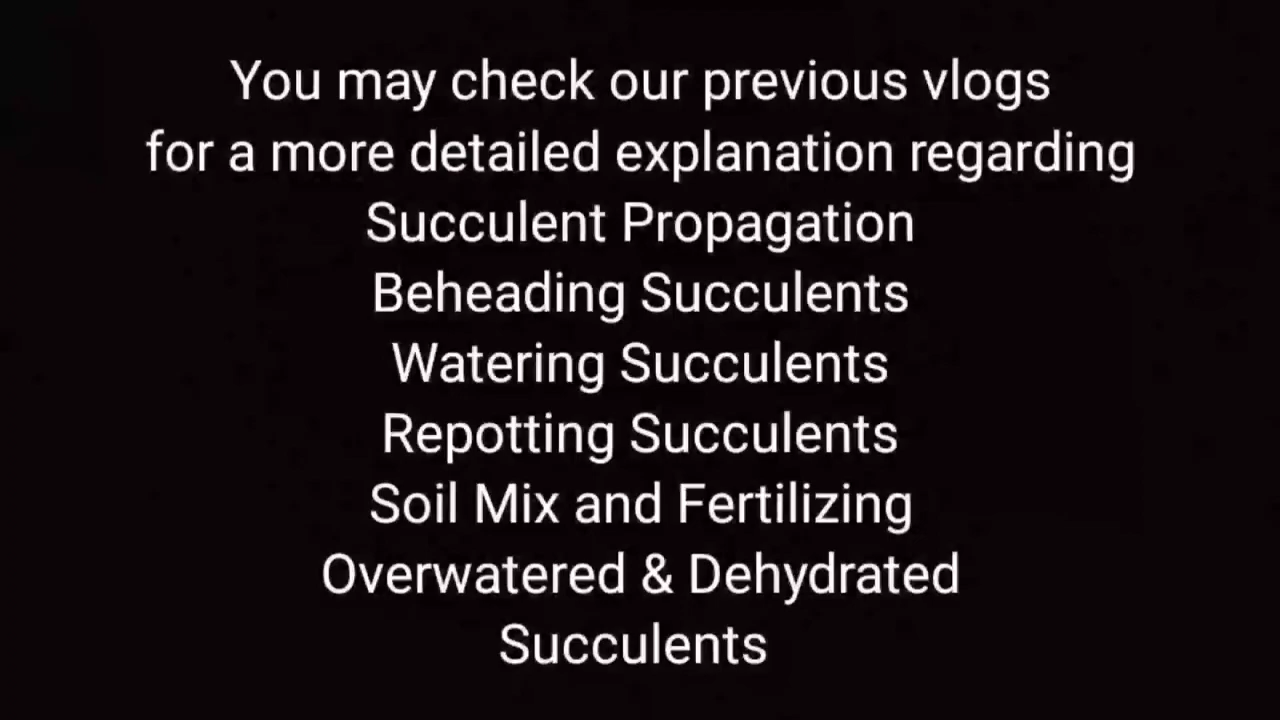 You may check our previous vlogs
for a more detailed explanation regarding
Succulent Propagation
Beheading Succulents
Watering Succulents
Repotting Succulents
Soil Mix and Fertilizing
Overwatered & Dehydrated
Succulents